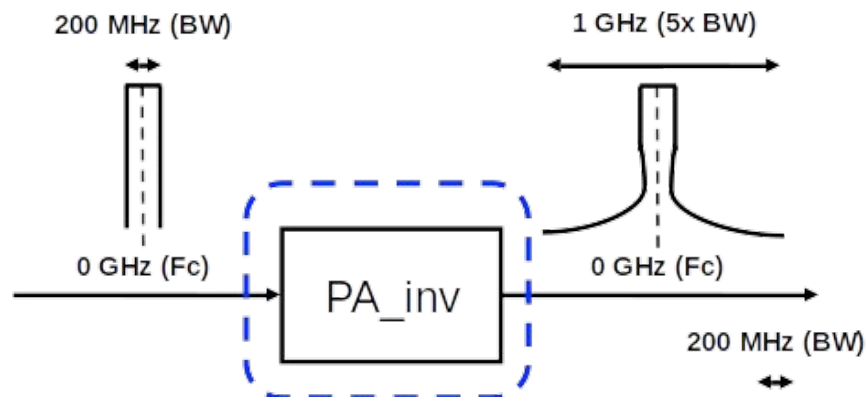 200 MHz (BW)
1 GHz (5x BW)
0 GHz (Fc)
0 GHz (Fc)
PA_inv
200 MHz (BW)